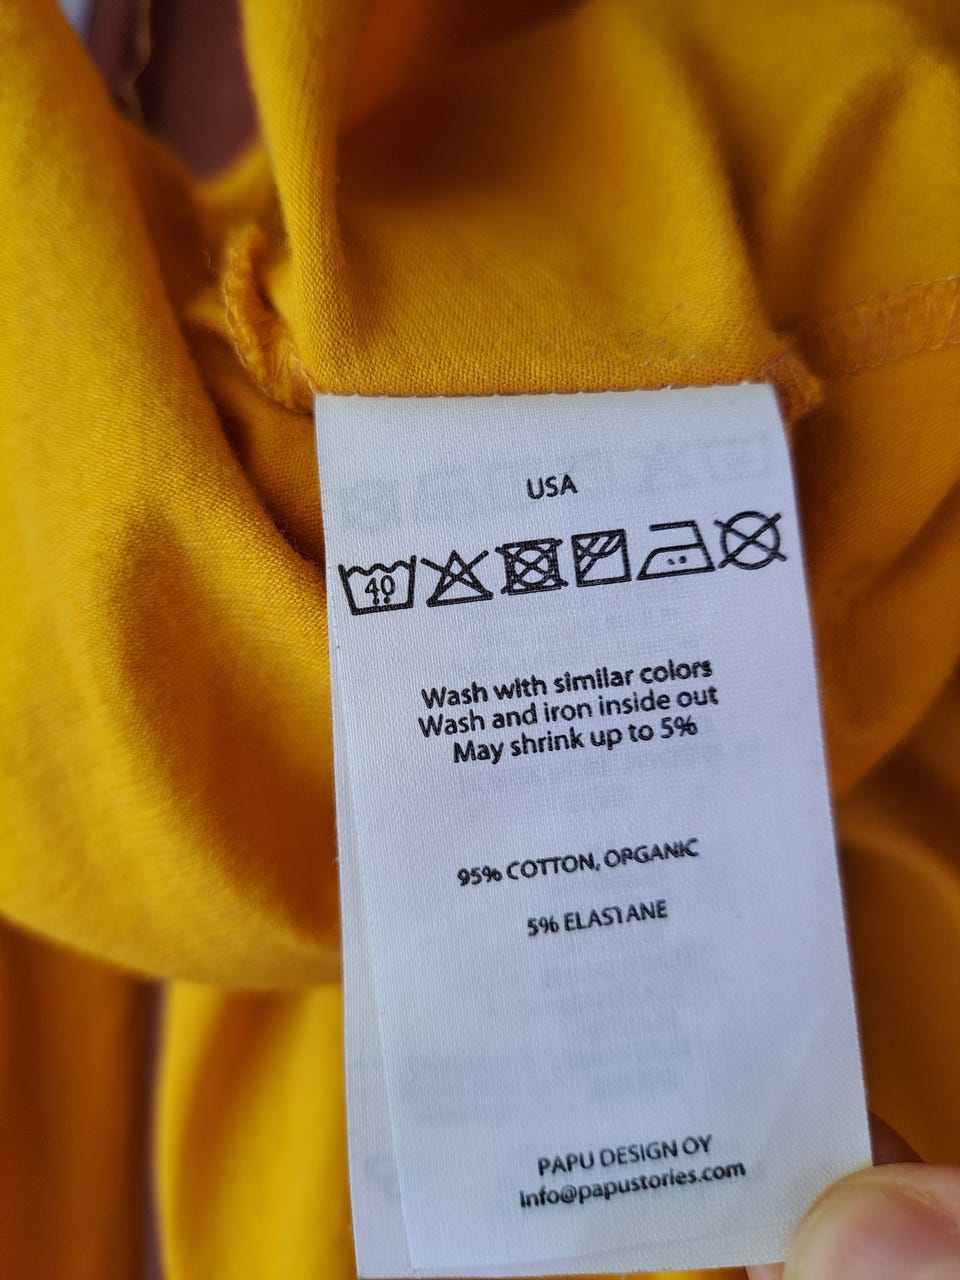 USA
40
Wash with similar colors
Wash and iron inside out
May shrink up to 5%
95% COTTON, ORGANIC
5% ELASTANE
PAPU DESIGN OY
Info@papustories.com